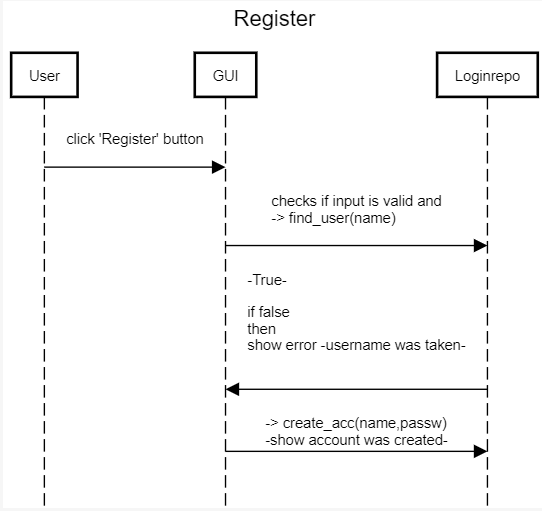 Register
User
GUI
Loginrepo
click 'Register' button
checks if input is valid and
-> find_user(name)
-True-
if false
then
show error -username was taken-
-> create_acc(name,passw)
-show account was created-